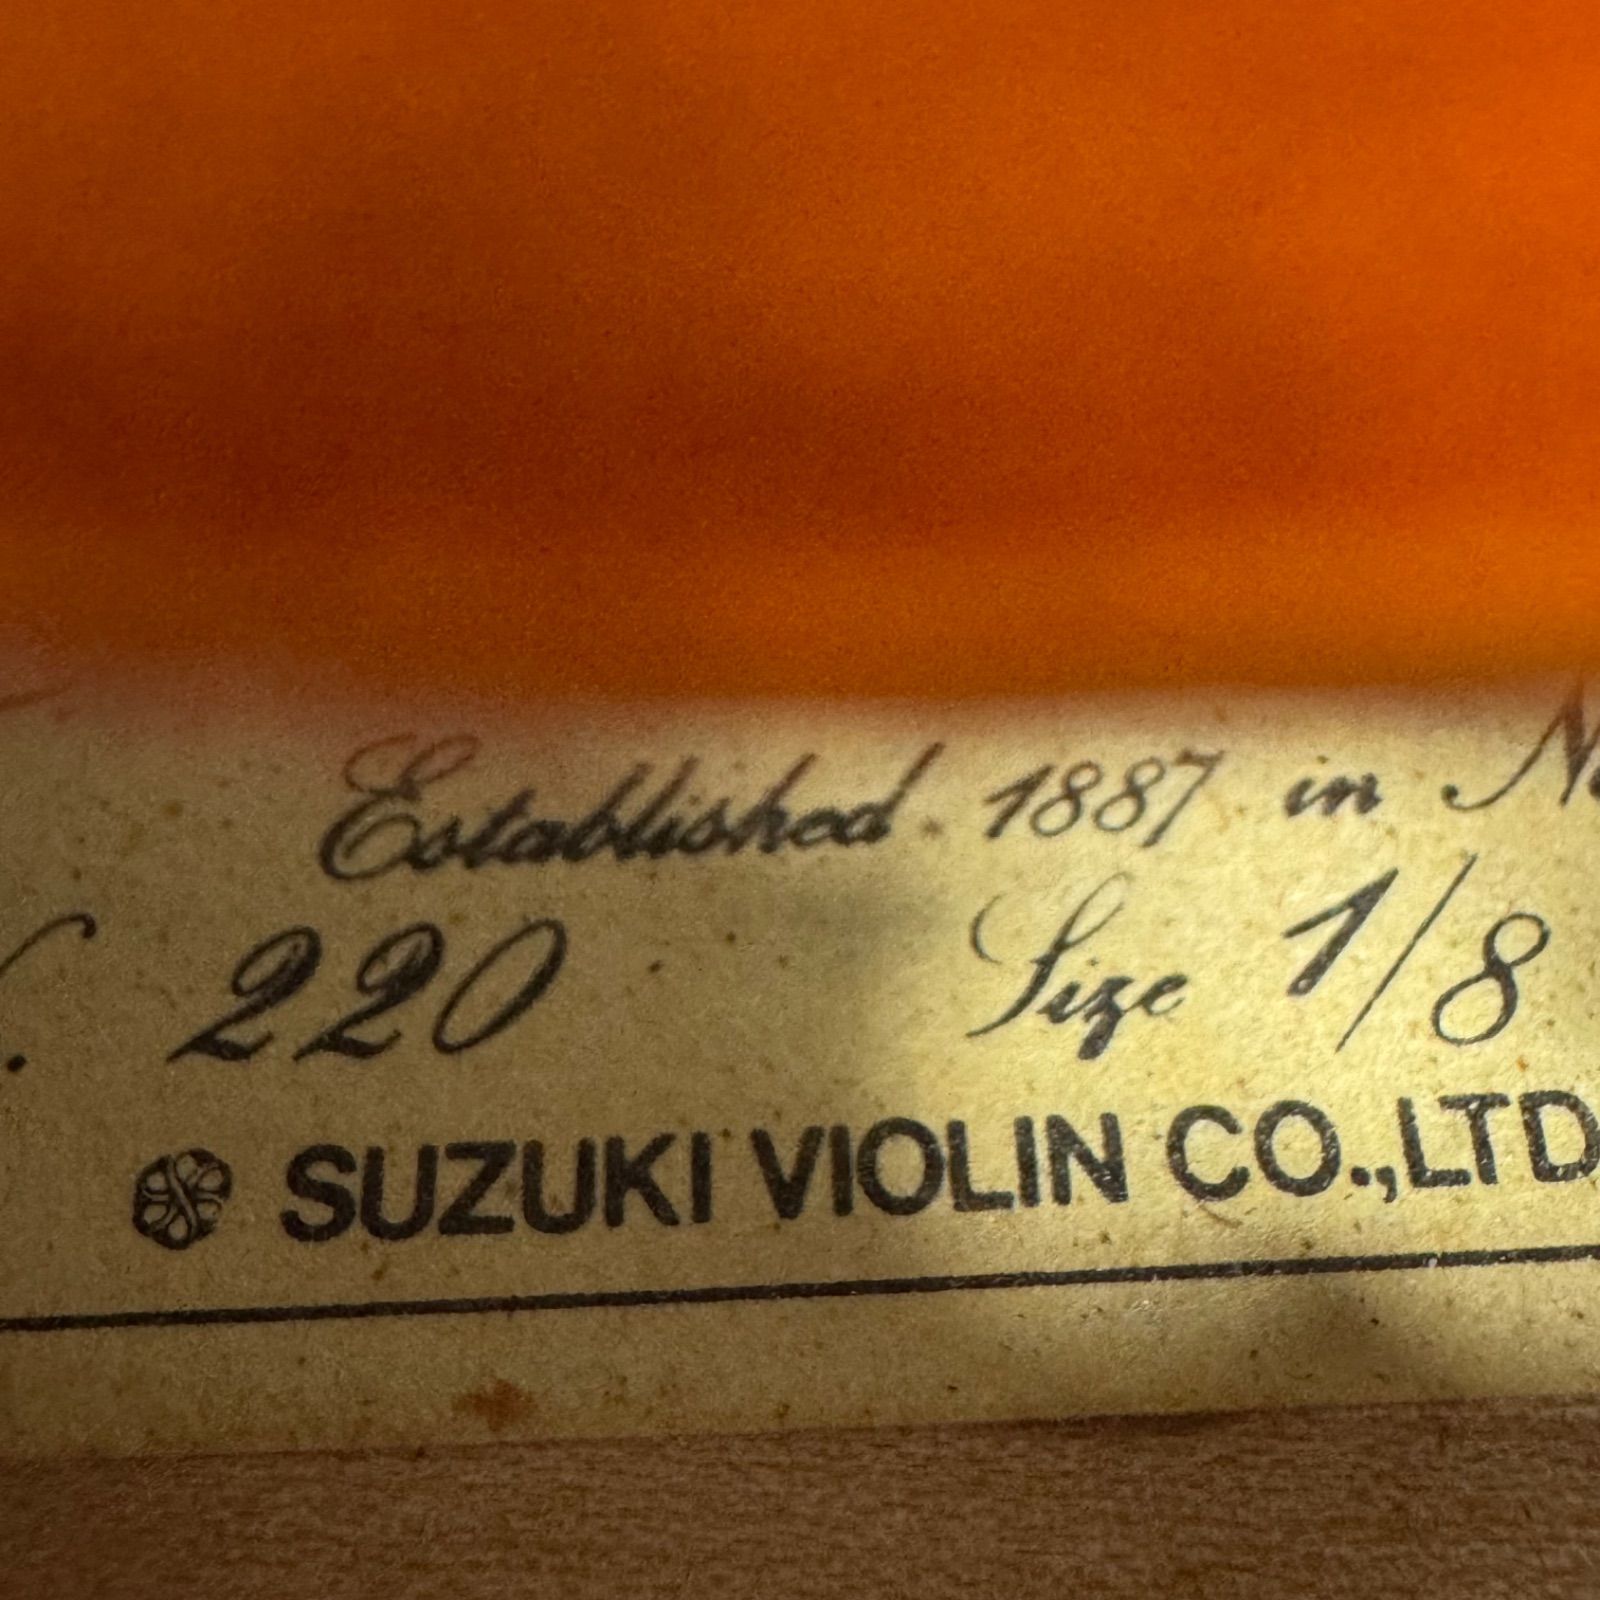 Established 1887 in
220 Size 1/8
SUZUKI VIOLIN CO.,LTD